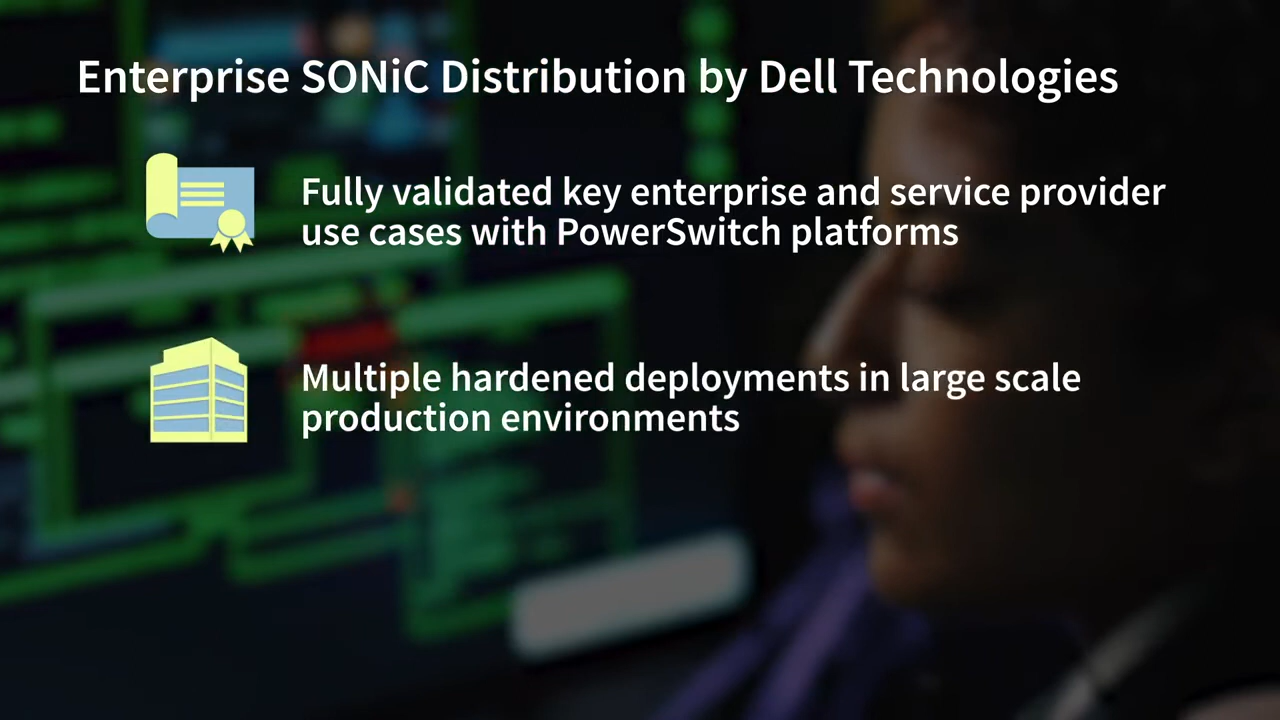 Enterprise SONiC Distribution by Dell Technologies
Fully validated key enterprise and service provider
use cases with PowerSwitch platforms
Multiple hardened deployments in large scale
production environments